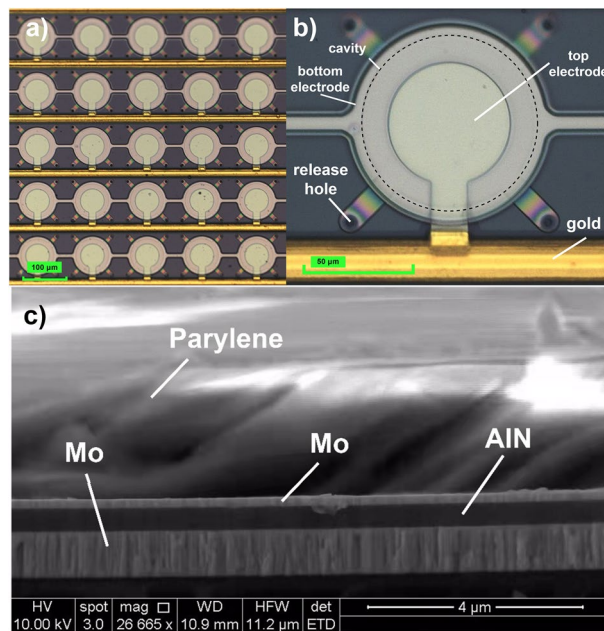 a)
100 µm
b)
cavity
bottom
electrode
top
electrode
release
hole
gold
50 µm
c)
Parylene
Mo
Mo
AlN
HV
spot
mag
WD
HFW
det
4 µm
10.00 kV
3.0
26 665 x
10.9 mm
11.2 µm
ETD